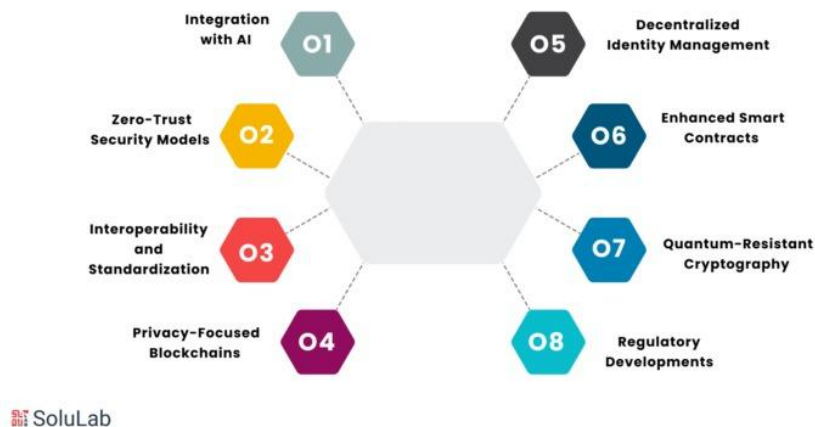 Integration
with AI
01
Zero-Trust
Security Models
02
Interoperability
and
Standardization
03
Privacy-Focused
Blockchains
04
05
Decentralized
Identity Management
06
Enhanced Smart
Contracts
07
Quantum-Resistant
Cryptography
08
Regulatory
Developments
SoluLab